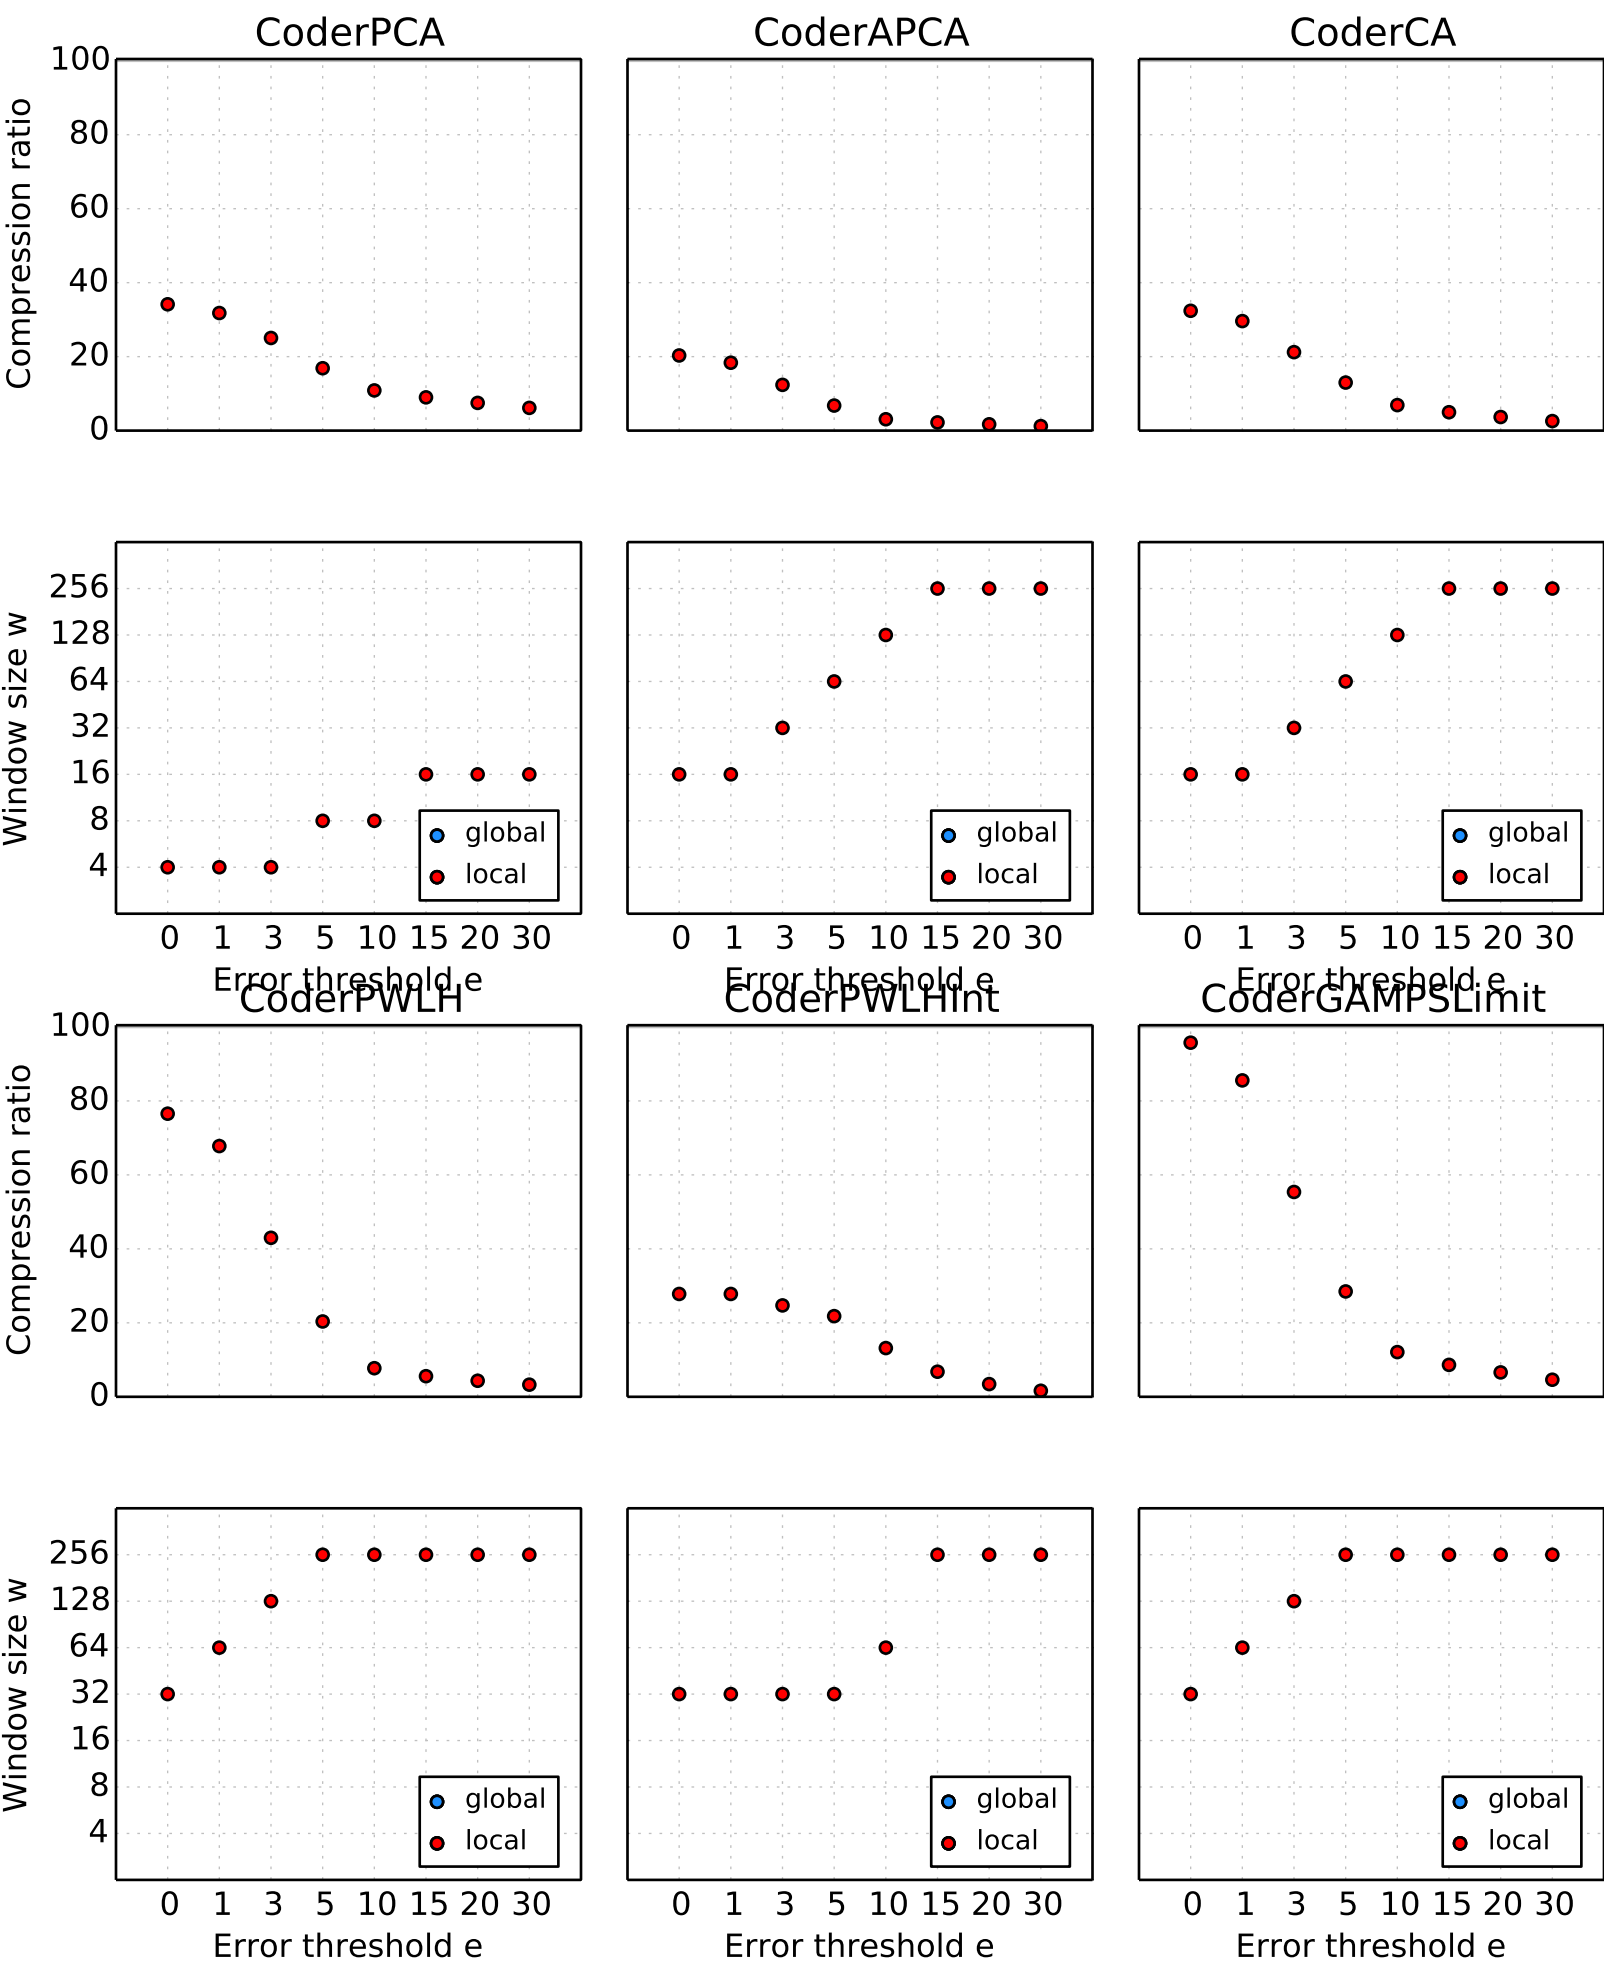 CoderPCA CoderAPCA CoderCA
Compression ratio
100
80
60
40
20
0
Window size w
256
128
64
32
16
8
4
global
local
global
local
global
local
0 1 3 5 10 15 20 30
0 1 3 5 10 15 20 30
0 1 3 5 10 15 20 30
Error threshold e
Error threshold e
Error threshold e
CoderPWLH CoderPWLHInt CoderGAMPSLimit
Compression ratio
100
80
60
40
20
0
Window size w
256
128
64
32
16
8
4
global
local
global
local
global
local
0 1 3 5 10 15 20 30
0 1 3 5 10 15 20 30
0 1 3 5 10 15 20 30
Error threshold e
Error threshold e
Error threshold e